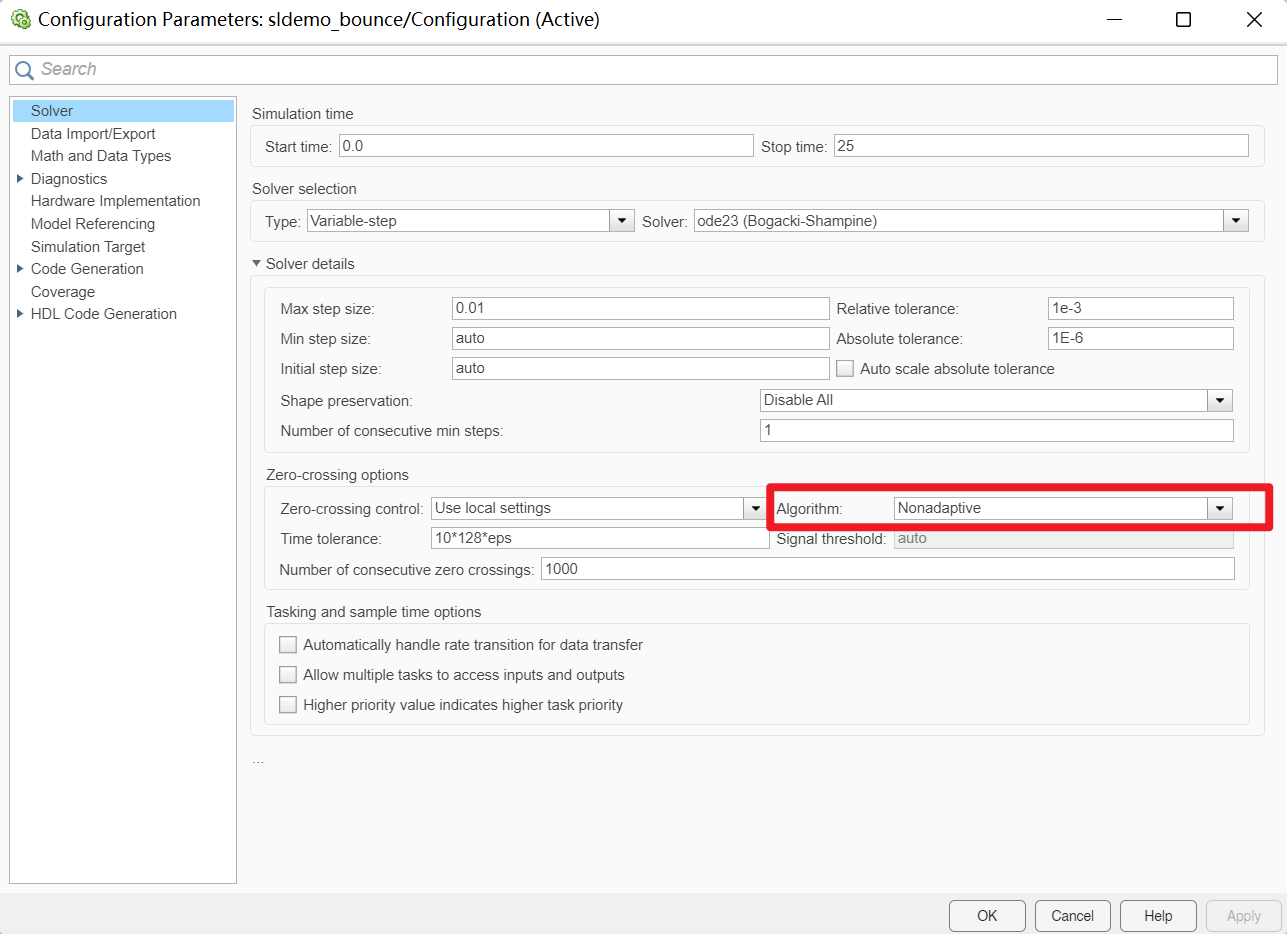 Configuration Parameters: sldemo_bounce/Configuration (Active)
Search
Solver
Data Import/Export
Math and Data Types
Diagnostics
Hardware Implementation
Model Referencing
Simulation Target
Code Generation
Coverage
HDL Code Generation
Simulation time
Start time: 0.0 Stop time: 25
Solver selection
Type: Variable-step Solver: ode23 (Bogacki-Shampine)
Solver details
Max step size: 0.01 Relative tolerance: 1e-3
Min step size: auto Absolute tolerance: 1E-6
Initial step size: auto Auto scale absolute tolerance
Shape preservation: Disable All
Number of consecutive min steps: 1
Zero-crossing options
Zero-crossing control: Use local settings Algorithm: Nonadaptive
Time tolerance: 10*128*eps Signal threshold: auto
Number of consecutive zero crossings: 1000
Tasking and sample time options
Automatically handle rate transition for data transfer
Allow multiple tasks to access inputs and outputs
Higher priority value indicates higher task priority
...
OK Cancel Help Apply